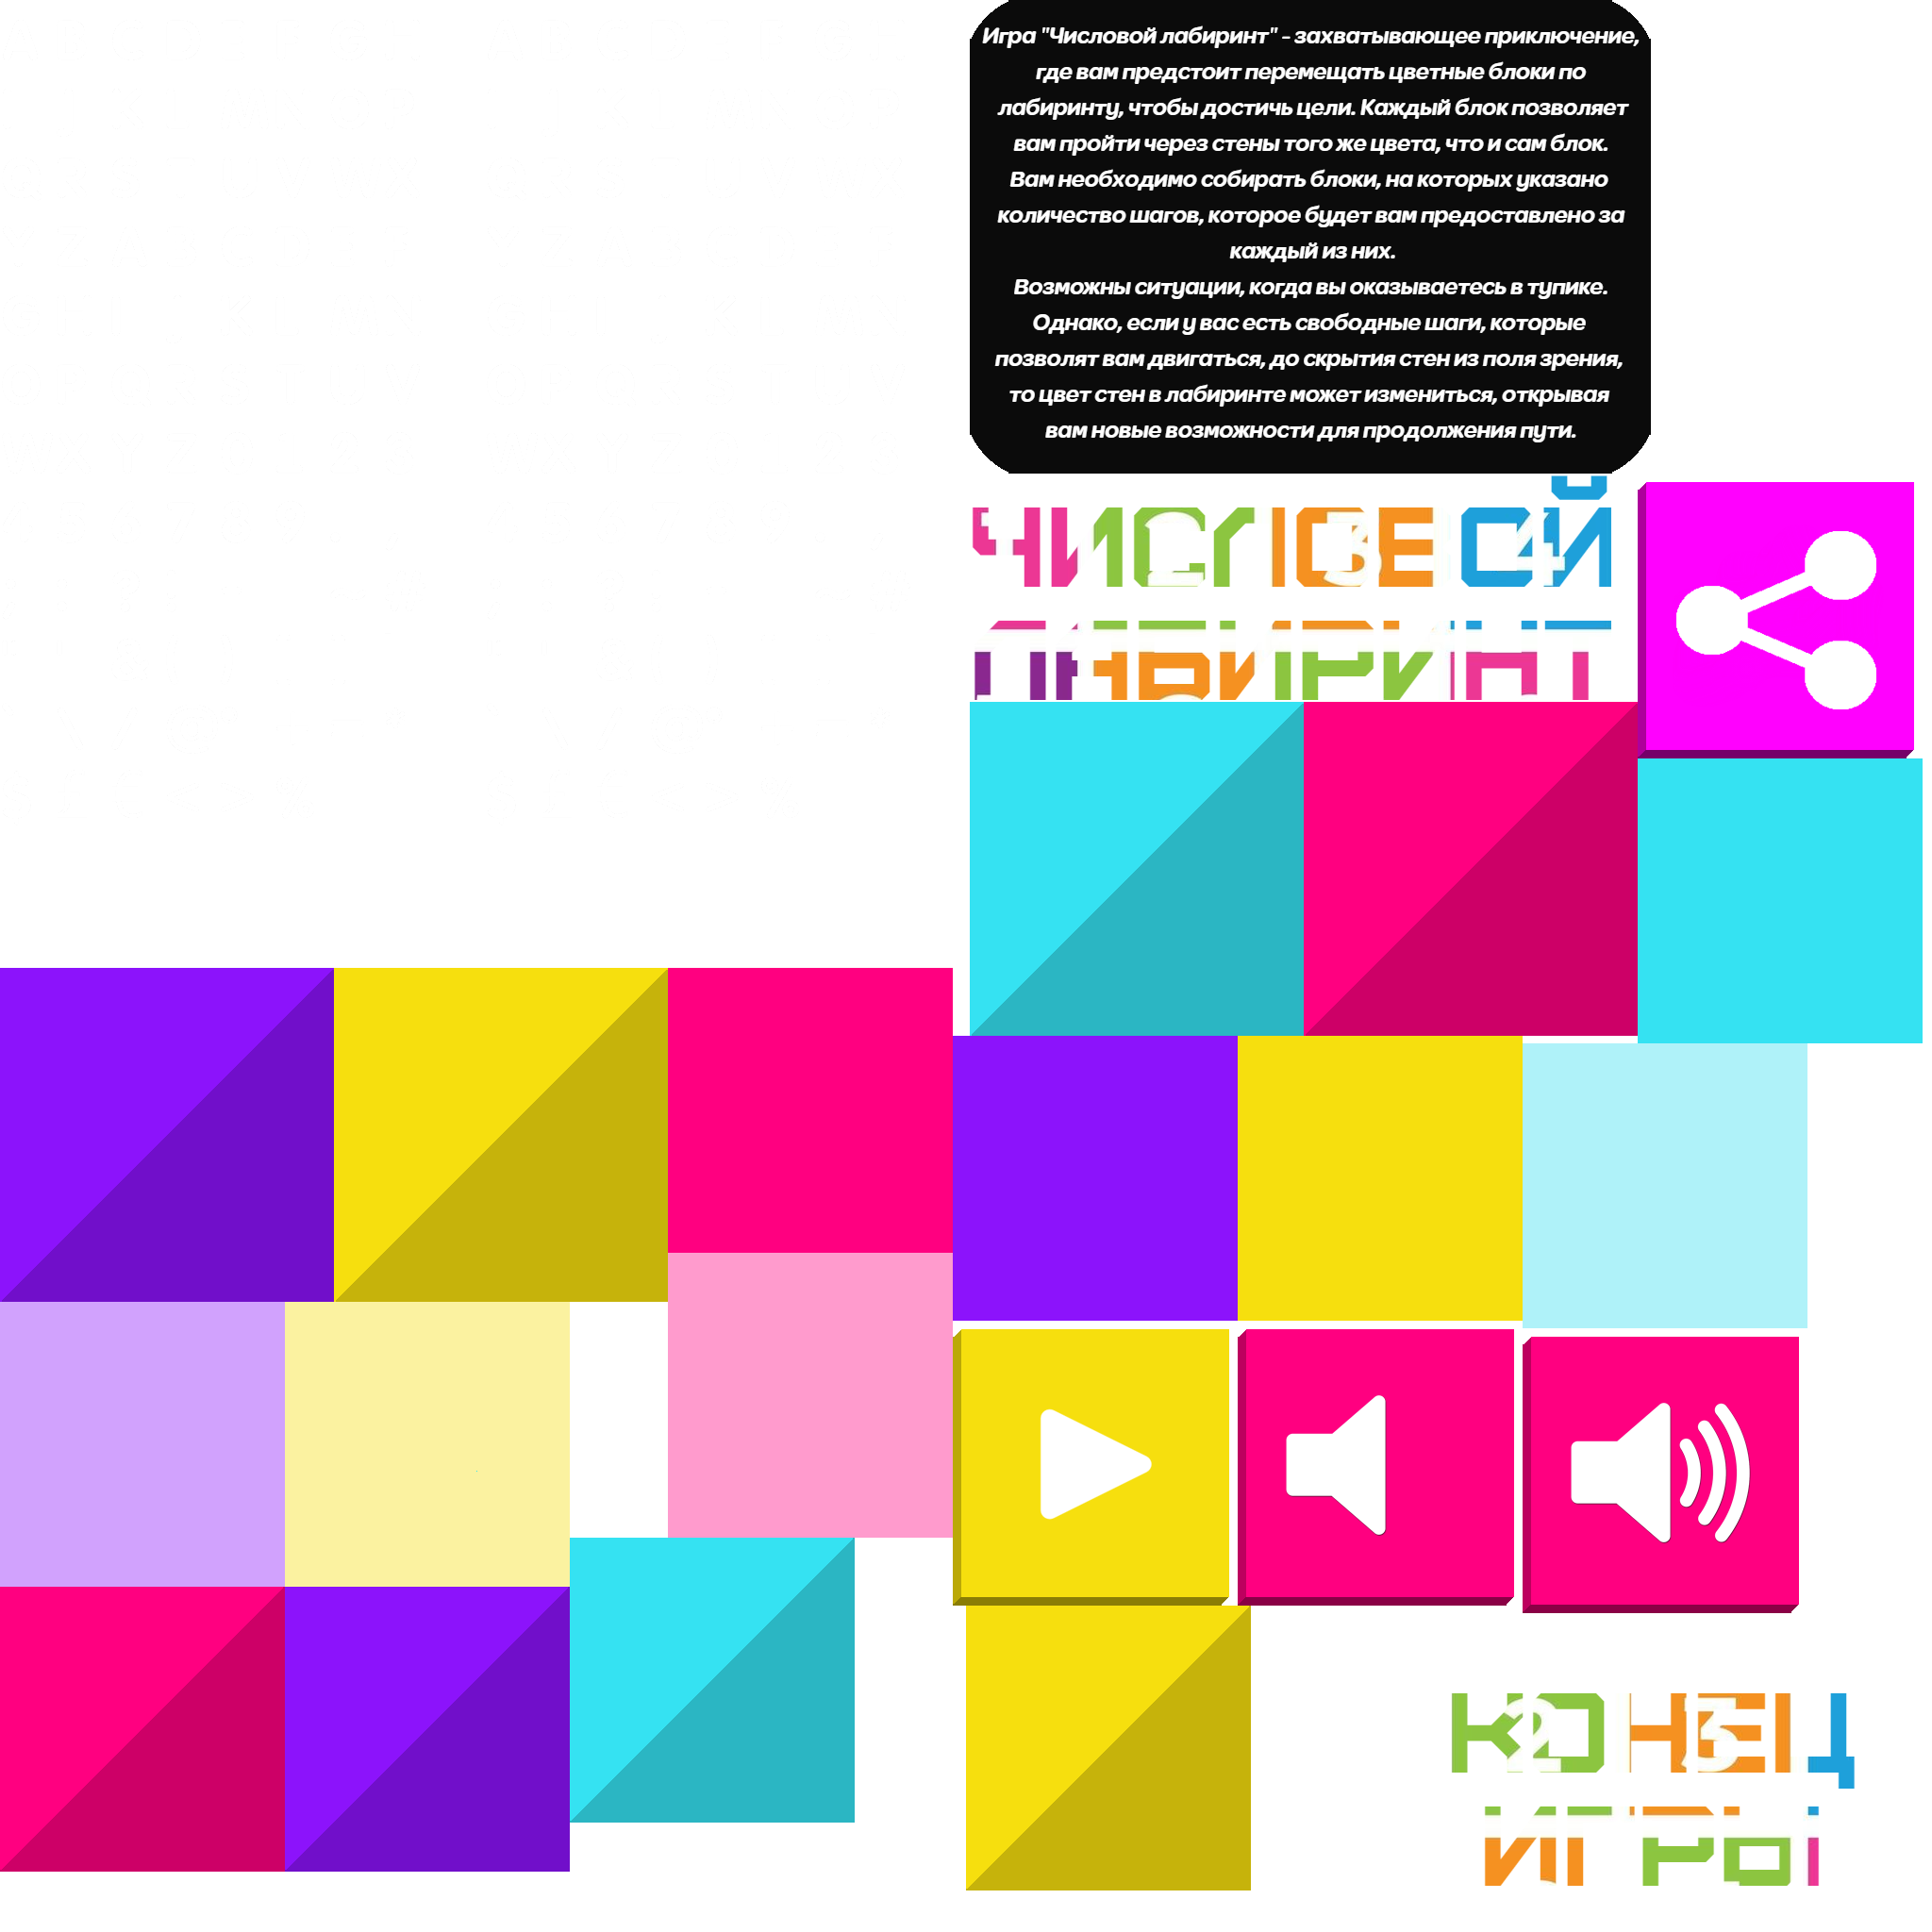 Игра "Числовой лабиринт" - захватывающее приключение,
где вам предстоит перемещать цветные блоки по
лабиринту, чтобы достичь цели. Каждый блок позволяет
вам пройти через стены того же цвета, что и сам блок.
Вам необходимо собирать блоки, на которых указано
количество шагов, которое будет вам предоставлено за
каждый из них.
Возможны ситуации, когда вы оказываетесь в тупике.
Однако, если у вас есть свободные шаги, которые
позволят вам двигаться, до скрытия стен из поля зрения,
то цвет стен в лабиринте может измениться, открывая
вам новые возможности для продолжения пути.
ЧИСЛОВОЙ
ЛАБИРИНТ
КОНЕЦ
ИГРЫ